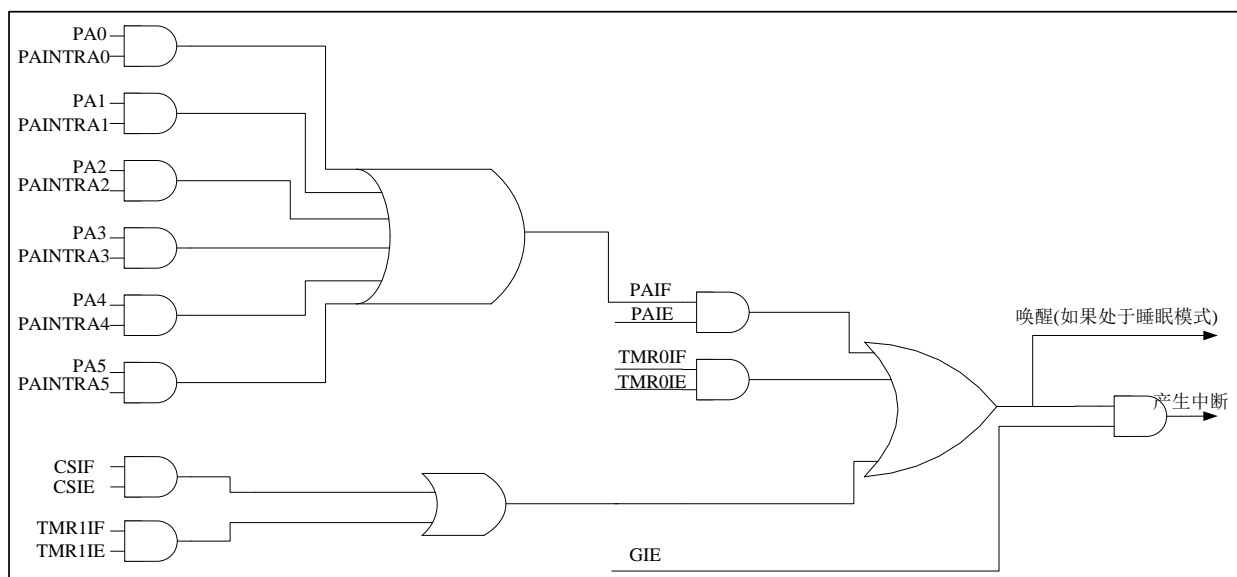 PA0
PAINTRA0
PA1
PAINTRA1
PA2
PAINTRA2
PA3
PAINTRA3
PA4
PAINTRA4
PA5
PAINTRA5
PAIF
PAIE
TMR0IF
TMR0IE
唤醒(如果处于睡眠模式)
产生中断
CSIF
CSIE
TMR1IF
TMR1IE
GIE